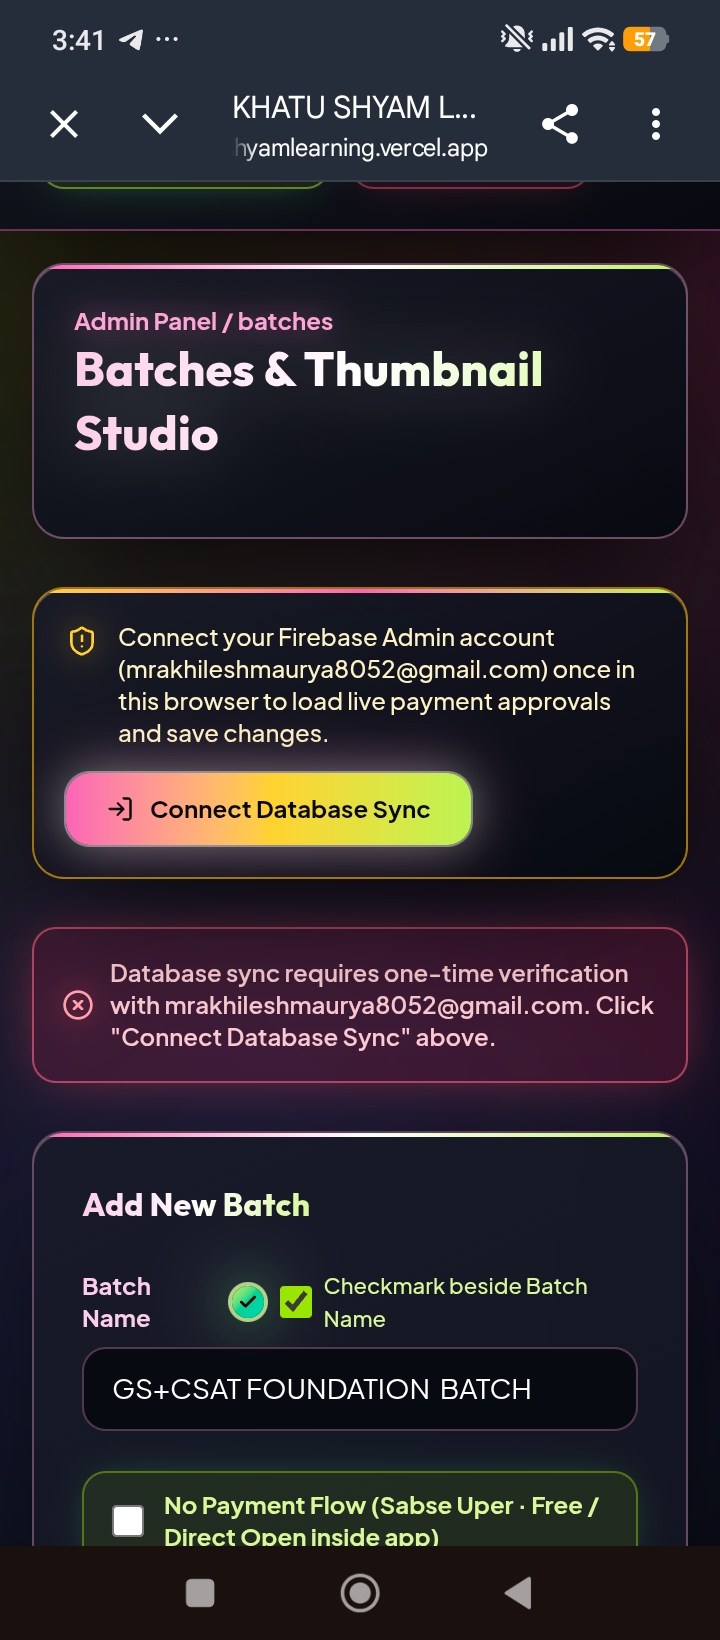 3:41
57
KHATU SHYAM L...
hyamlearning.vercel.app
Admin Panel / batches
Batches & Thumbnail
Studio
Connect your Firebase Admin account
(mrakhileshmaurya8052@gmail.com) once in
this browser to load live payment approvals
and save changes.
Connect Database Sync
Database sync requires one-time verification
with mrakhileshmaurya8052@gmail.com. Click
"Connect Database Sync" above.
Add New Batch
Batch
Name
Checkmark beside Batch
Name
GS+CSAT FOUNDATION BATCH
No Payment Flow (Sabse Uper · Free /
Direct Open inside app)